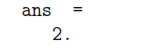 ans  =
2.